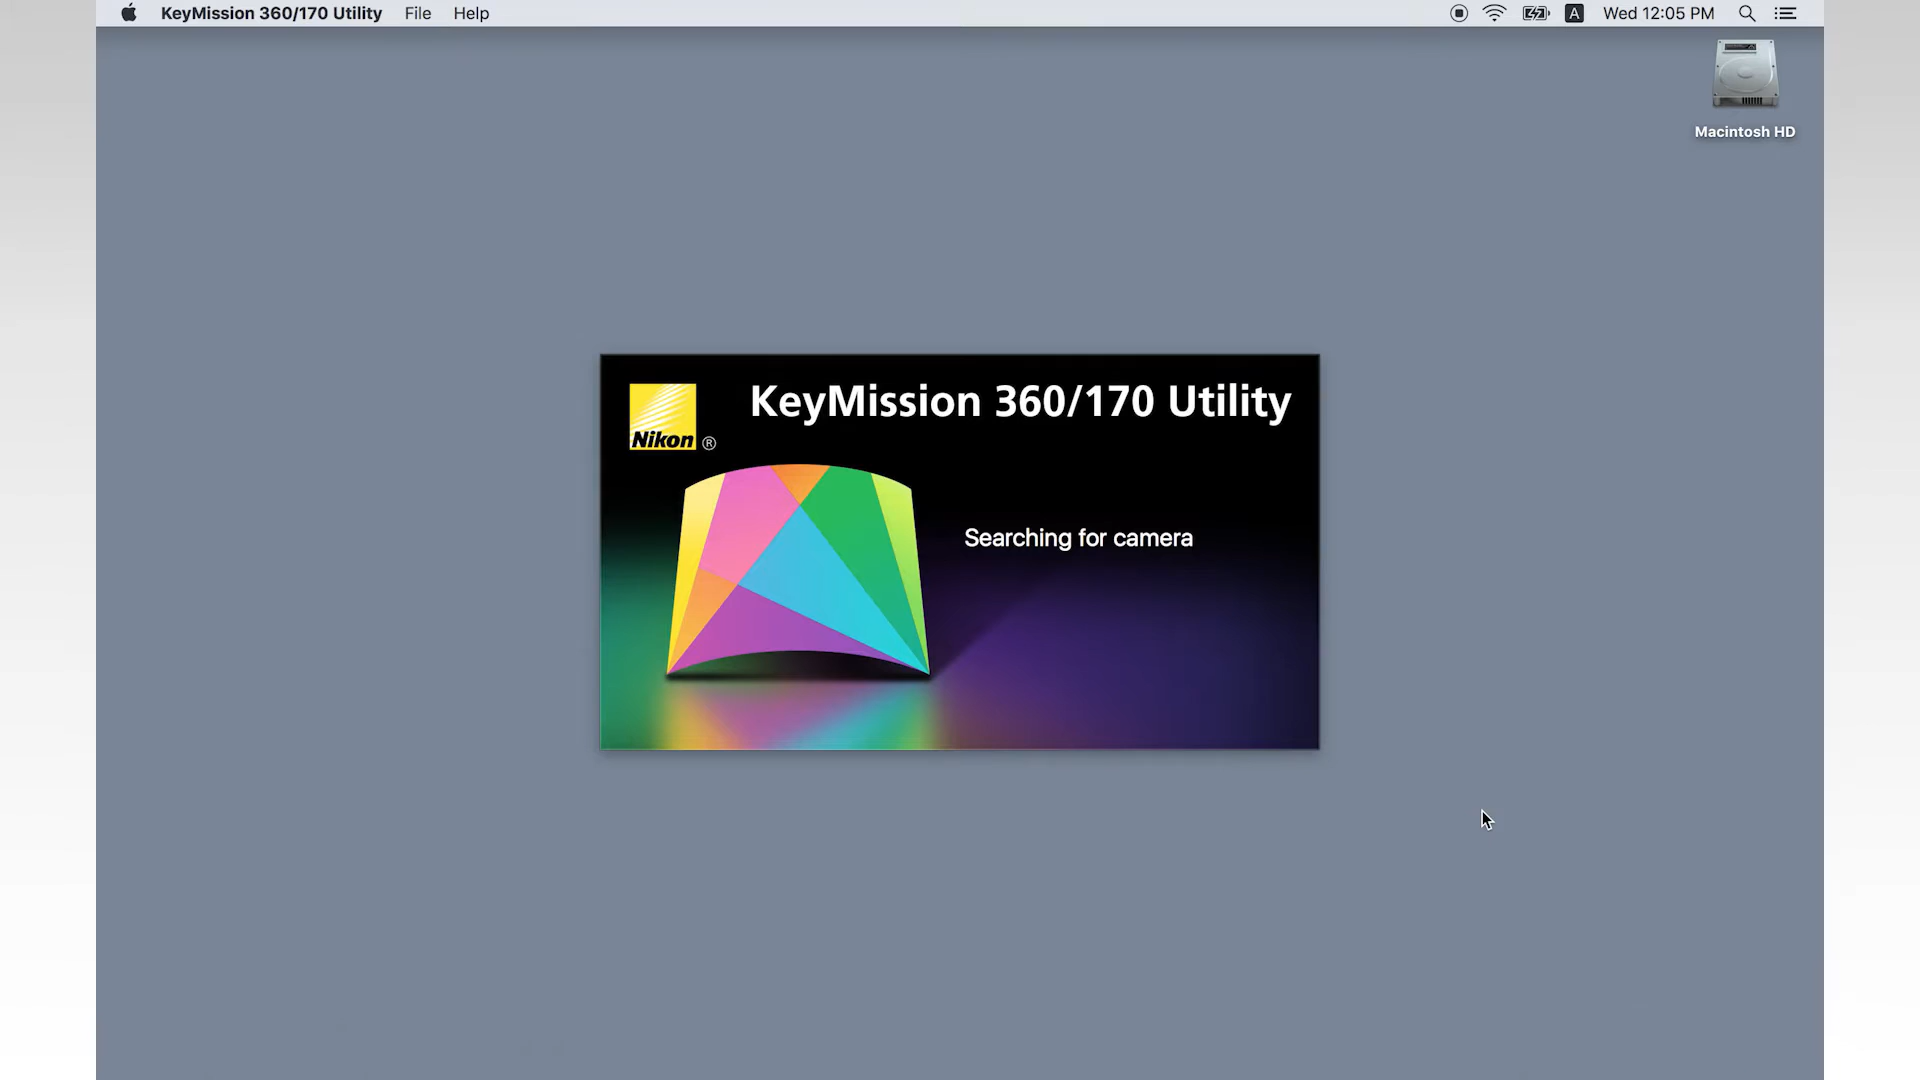 KeyMission 360/170 Utility File Help A Wed 12:05 PM
Macintosh HD
KeyMission 360/170 Utility
Nikon ®
Searching for camera